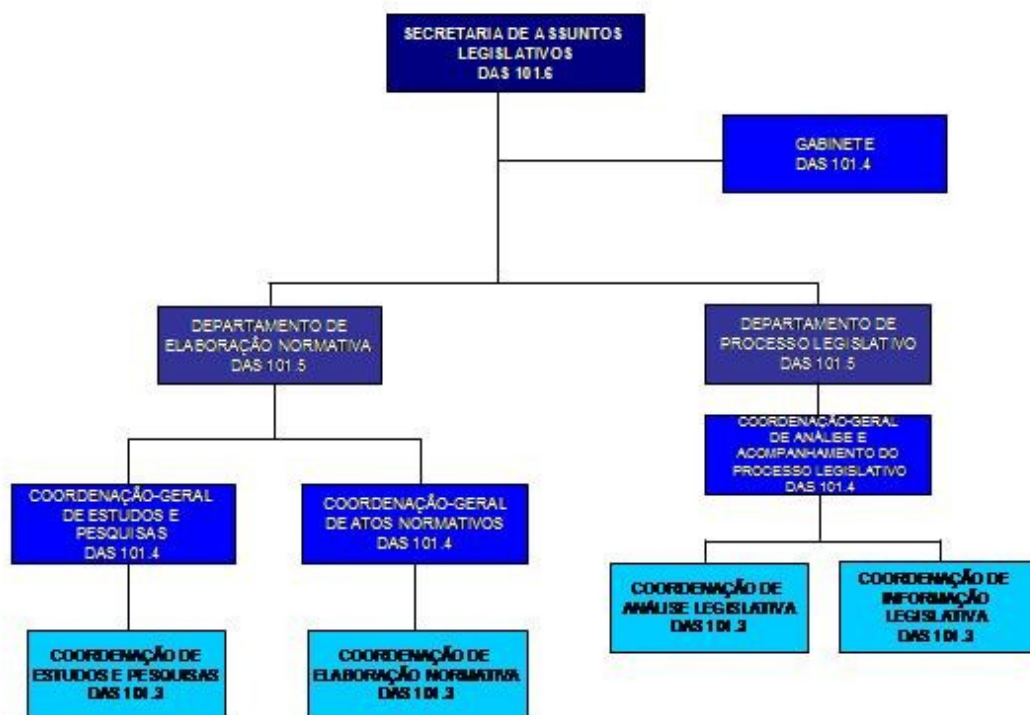 SECRETARIA DE ASSUNTOS
LEGISLATIVOS
DAS 101.6
GABINETE
DAS 101.4
DEPARTAMENTO DE
ELABORAÇÃO NORMATIVA
DAS 101.5
DEPARTAMENTO DE
PROCESSO LEGISLATIVO
DAS 101.5
COORDENAÇÃO-GERAL
DE ANÁLISE E
ACOMPANHAMENTO DO
PROCESSO LEGISLATIVO
DAS 101.4
COORDENAÇÃO-GERAL
DE ESTUDOS E
PESQUISAS
DAS 101.4
COORDENAÇÃO-GERAL
DE ATOS NORMATIVOS
DAS 101.4
COORDENAÇÃO DE
ANÁLISE LEGISLATIVA
DAS 101.3
COORDENAÇÃO DE
INFORMAÇÃO
LEGISLATIVA
DAS 101.3
COORDENAÇÃO DE
ESTUDOS E PESQUISAS
DAS 101.3
COORDENAÇÃO DE
ELABORAÇÃO NORMATIVA
DAS 101.3